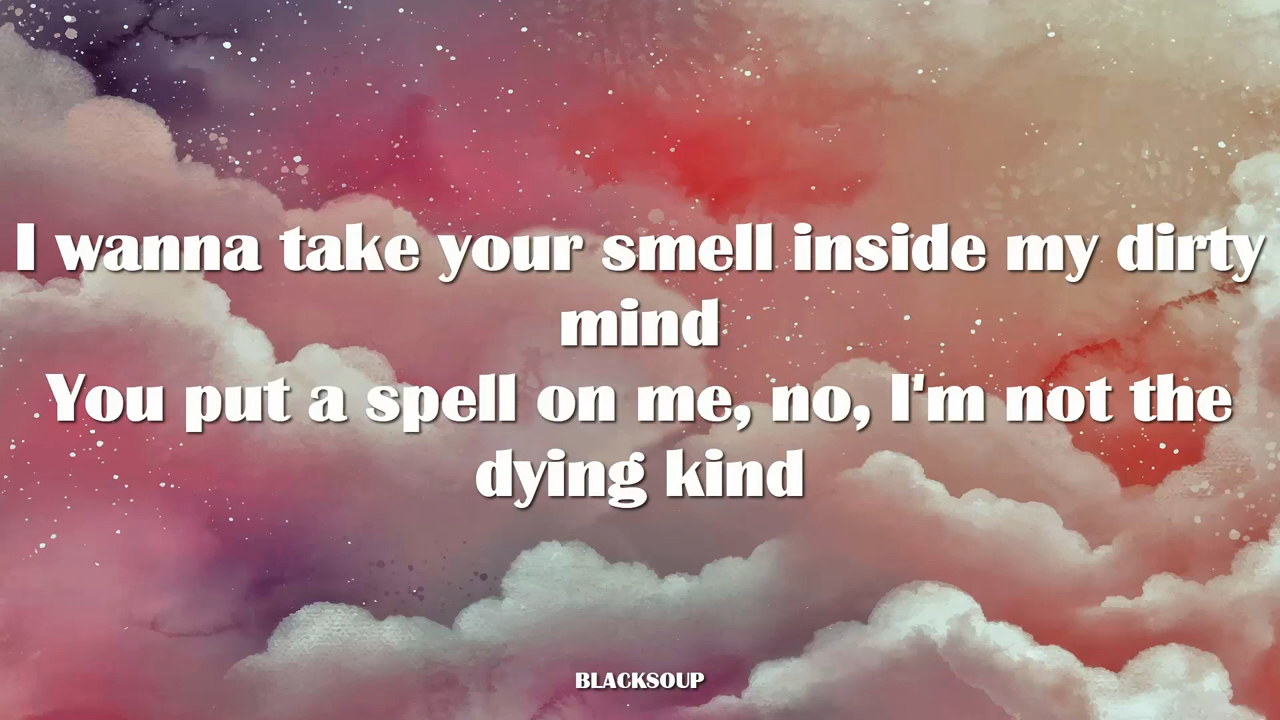 I wanna take your smell inside my dirty
mind
You put a spell on me, no, I'm not the
dying kind
BLACKSOUP